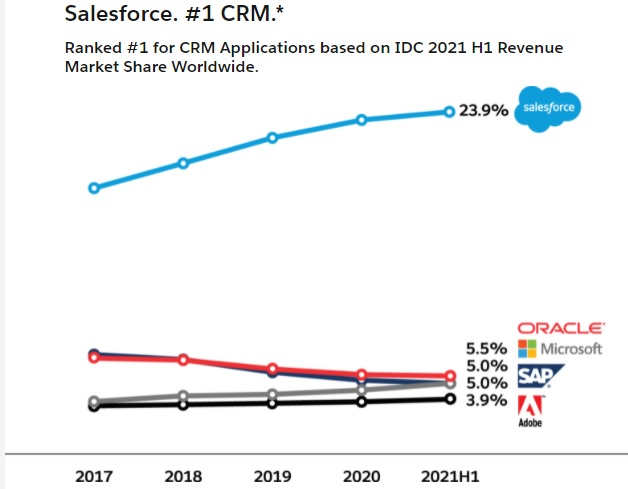 Salesforce. #1 CRM.*
Ranked #1 for CRM Applications based on IDC 2021 H1 Revenue
Market Share Worldwide.
23.9% salesforce
ORACLE
5.5% Microsoft
5.0%
5.0% SAP
3.9%
Adobe
2017 2018 2019 2020 2021H1